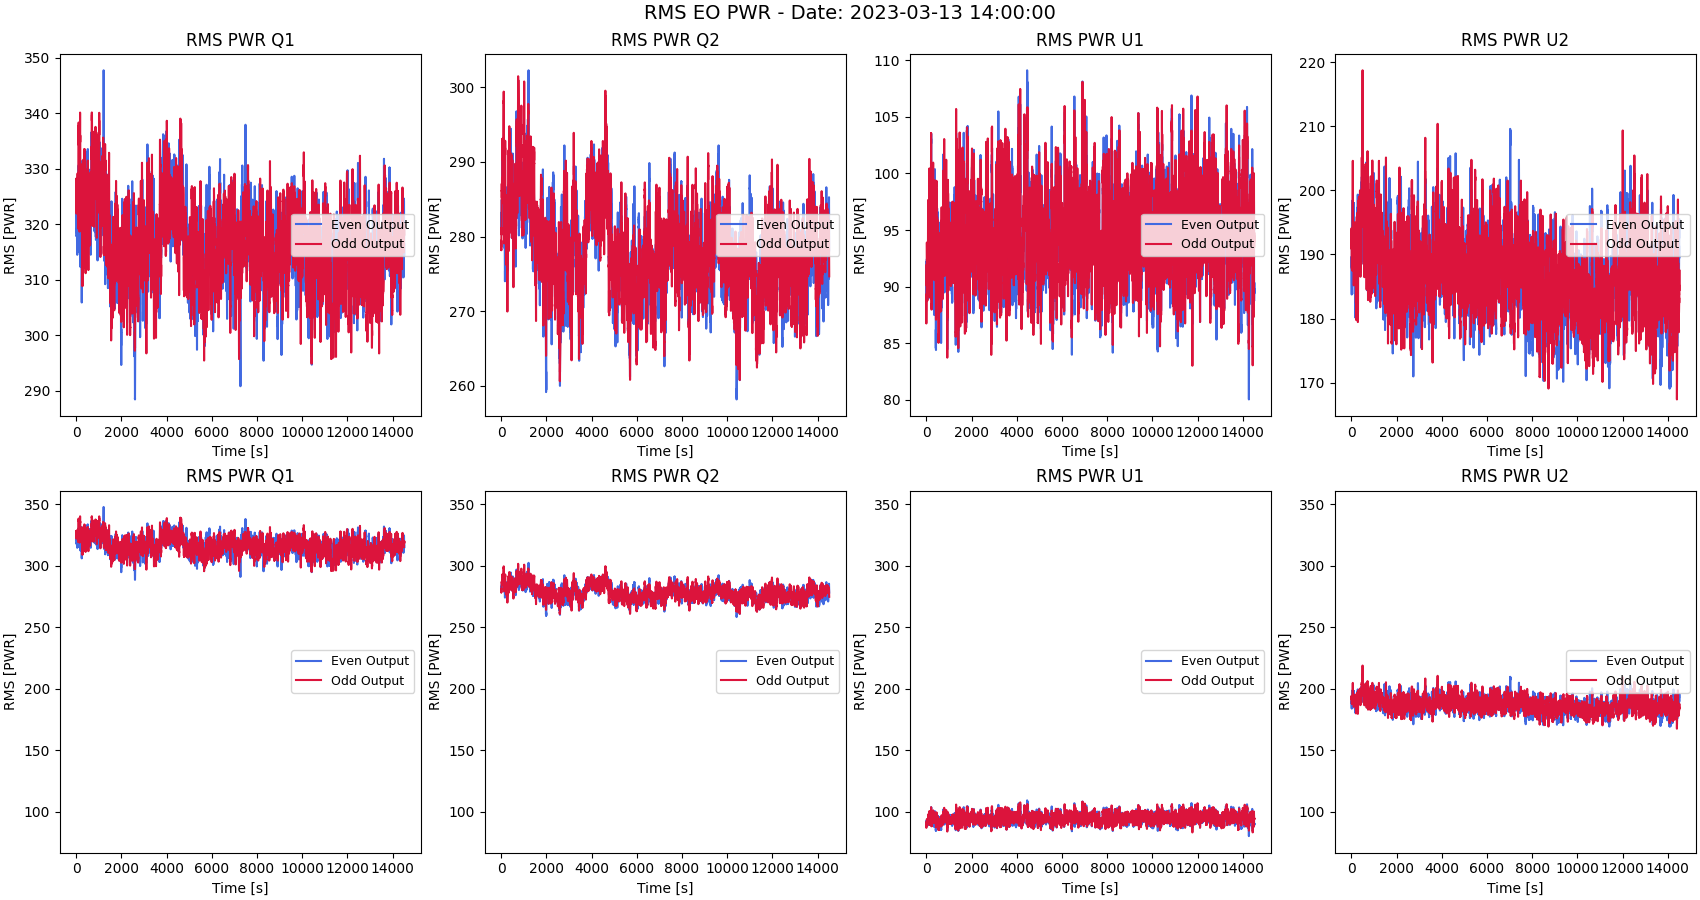 RMS EO PWR - Date: 2023-03-13 14:00:00
RMS PWR Q1
RMS [PWR]
350
340
330
320
310
300
290
Even Output
Odd Output
0 2000 4000 6000 8000 10000 12000 14000
Time [s]
RMS PWR Q2
RMS [PWR]
300
290
280
270
260
Even Output
Odd Output
0 2000 4000 6000 8000 10000 12000 14000
Time [s]
RMS PWR U1
RMS [PWR]
110
105
100
95
90
85
80
Even Output
Odd Output
0 2000 4000 6000 8000 10000 12000 14000
Time [s]
RMS PWR U2
RMS [PWR]
220
210
200
190
180
170
Even Output
Odd Output
0 2000 4000 6000 8000 10000 12000 14000
Time [s]
RMS PWR Q1
RMS [PWR]
350
300
250
200
150
100
Even Output
Odd Output
0 2000 4000 6000 8000 10000 12000 14000
Time [s]
RMS PWR Q2
RMS [PWR]
350
300
250
200
150
100
Even Output
Odd Output
0 2000 4000 6000 8000 10000 12000 14000
Time [s]
RMS PWR U1
RMS [PWR]
350
300
250
200
150
100
Even Output
Odd Output
0 2000 4000 6000 8000 10000 12000 14000
Time [s]
RMS PWR U2
RMS [PWR]
350
300
250
200
150
100
Even Output
Odd Output
0 2000 4000 6000 8000 10000 12000 14000
Time [s]